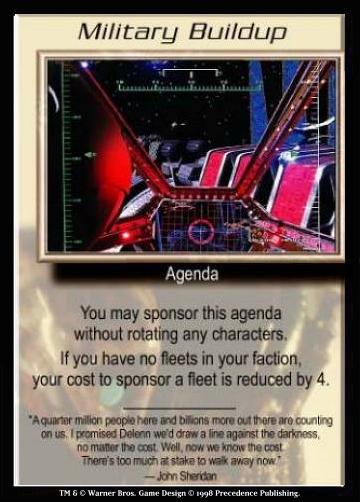 Military Buildup
Agenda
You may sponsor this agenda
without rotating any characters.
If you have no fleets in your faction,
your cost to sponsor a fleet is reduced by 4.
"A quarter million people here and billions more out there are counting
on us. I promised Delenn we'd draw a line against the darkness,
no matter the cost. Well, now we know the cost.
There's too much at stake to walk away now."
— John Sheridan
TM & © Warner Bros. Game Design © 1998 Precedence Publishing.